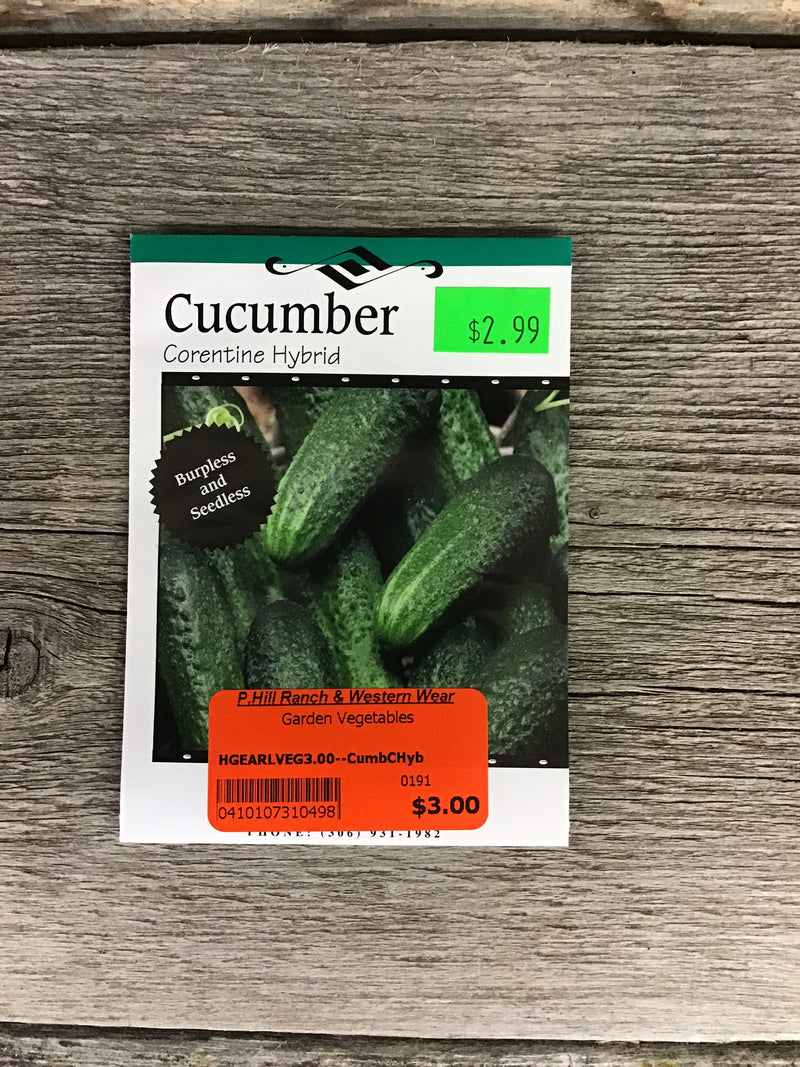 Cucumber
Corentine Hybrid
$2.99
Burpless
and
Seedless
P.Hill Ranch & Western Wear
Garden Vegetables
HGEARLVEG3.00--CumbCHyb
0191
0410107310498
$3.00
PHONE: (306) 931-1982